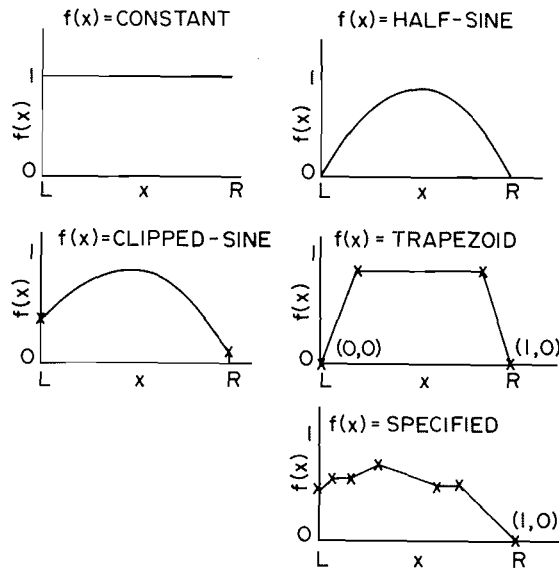 f(x)=CONSTANT
1
f(x)
0
L x R
f(x)=HALF-SINE
1
f(x)
0
L x R
f(x)=CLIPPED-SINE
1
f(x)
0
L x R
f(x)=TRAPEZOID
1
f(x)
0
(0,0) (1,0)
L x R
f(x)=SPECIFIED
1
f(x)
0
(1,0)
L x R